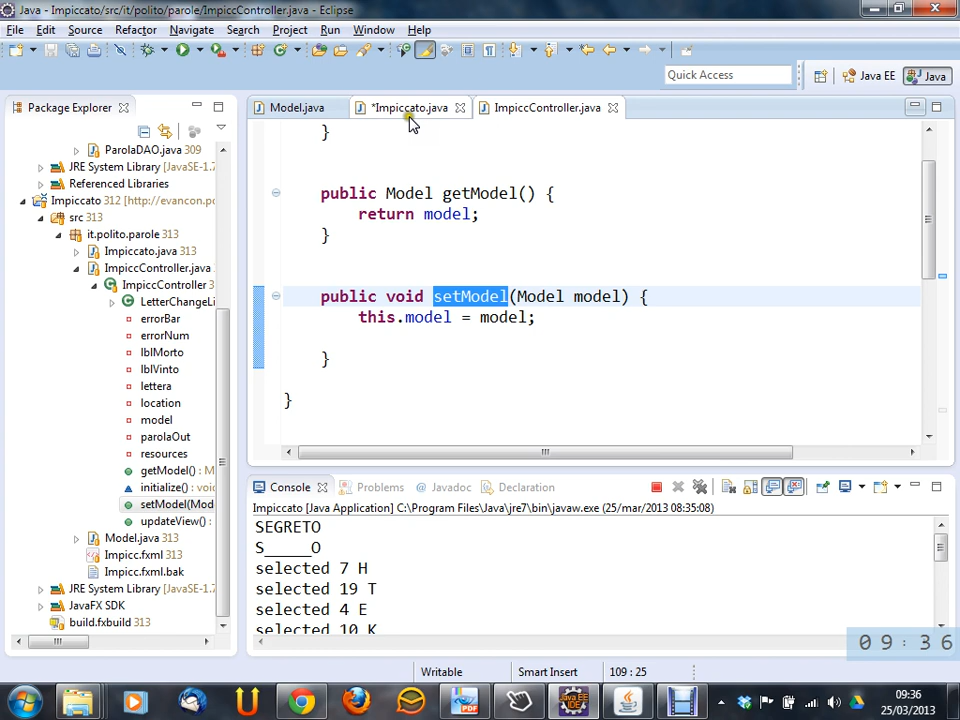 Java - Impiccato/src/it/polito/parole/ImpiccController.java - Eclipse
File Edit Source Refactor Navigate Search Project Run Window Help
Quick Access Java EE Java
Package Explorer
ParolaDAO.java 309
JRE System Library [JavaSE-1.7
Referenced Libraries
Impiccato 312 [http://evancon.po
src 313
it.polito.parole 313
Impiccato.java 313
ImpiccController.java
ImpiccController 3
LetterChangeLi
errorBar
errorNum
lblMorto
lblVinto
lettera
location
model
parolaOut
resources
getModel() : M
initialize() : void
setModel(Mod
updateView() :
Model.java 313
Impicc.fxml 313
Impicc.fxml.bak
JRE System Library [JavaSE-1.7
JavaFX SDK
build.fxbuild 313
Model.java *Impiccato.java ImpiccController.java
}
public Model getModel() {
return model;
}
public void setModel(Model model) {
this.model = model;
}
}
Console Problems Javadoc Declaration
Impiccato [Java Application] C:\Program Files\Java\jre7\bin\javaw.exe (25/mar/2013 08:35:08)
SEGRETO
S_____O
selected 7 H
selected 19 T
selected 4 E
selected 10 K
09:36
Writable Smart Insert 109 : 25
09:36
25/03/2013